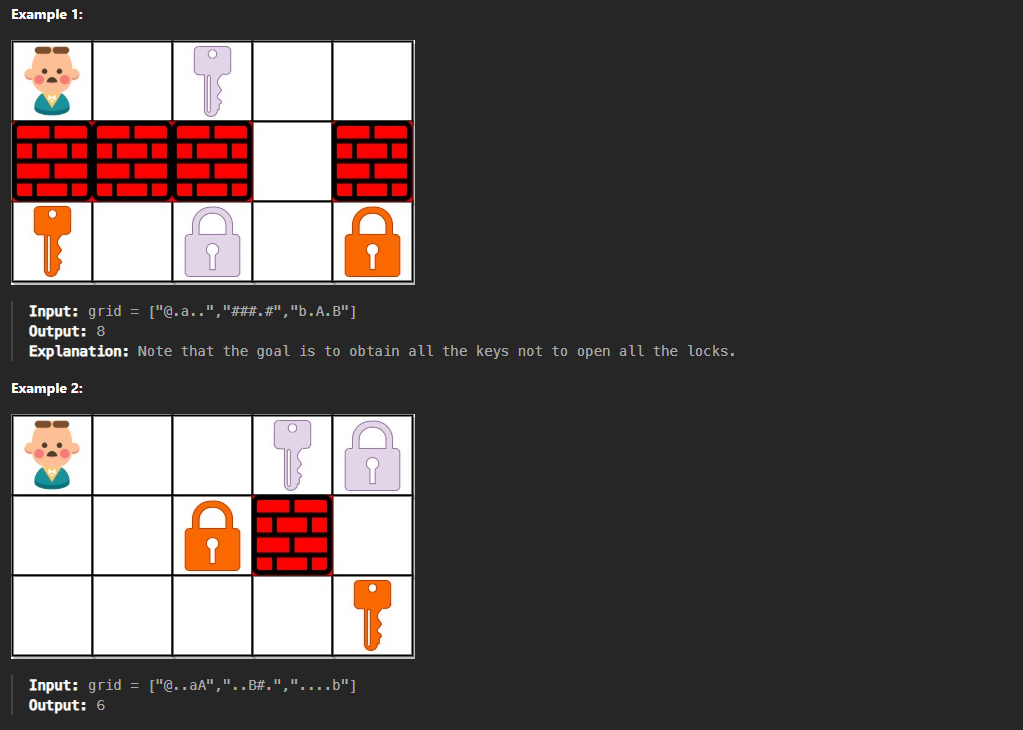 Example 1:
Input: grid = ["@.a..","###.#","b.A.B"]
Output: 8
Explanation: Note that the goal is to obtain all the keys not to open all the locks.
Example 2:
Input: grid = ["@..aA","..B#.","....b"]
Output: 6